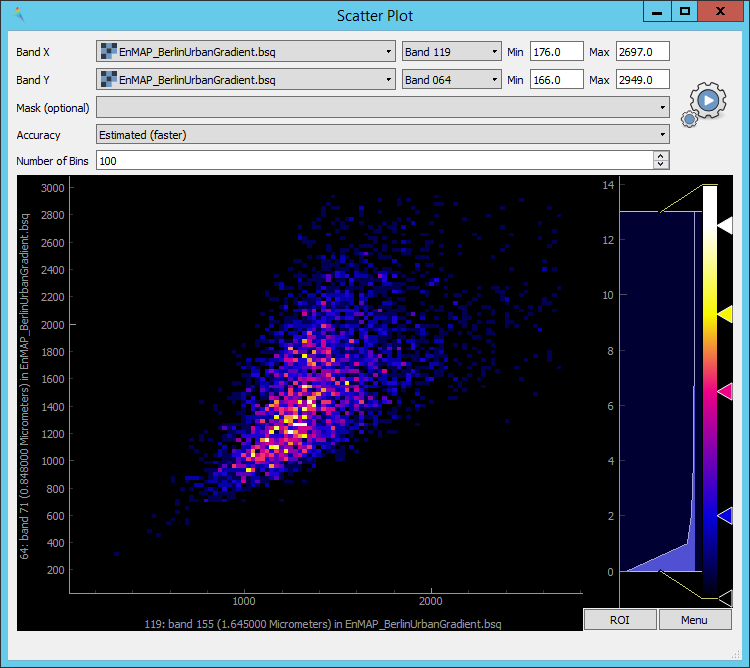 Scatter Plot
Band X EnMAP_BerlinUrbanGradient.bsq Band 119 Min 176.0 Max 2697.0
Band Y EnMAP_BerlinUrbanGradient.bsq Band 064 Min 166.0 Max 2949.0
Mask (optional)
Accuracy Estimated (faster)
Number of Bins 100
64: band 71 (0.848000 Micrometers) in EnMAP_BerlinUrbanGradient.bsq
3000
2800
2600
2400
2200
2000
1800
1600
1400
1200
1000
800
600
400
200
1000 2000
119: band 155 (1.645000 Micrometers) in EnMAP_BerlinUrbanGradient.bsq
14
12
10
8
6
4
2
0
ROI Menu